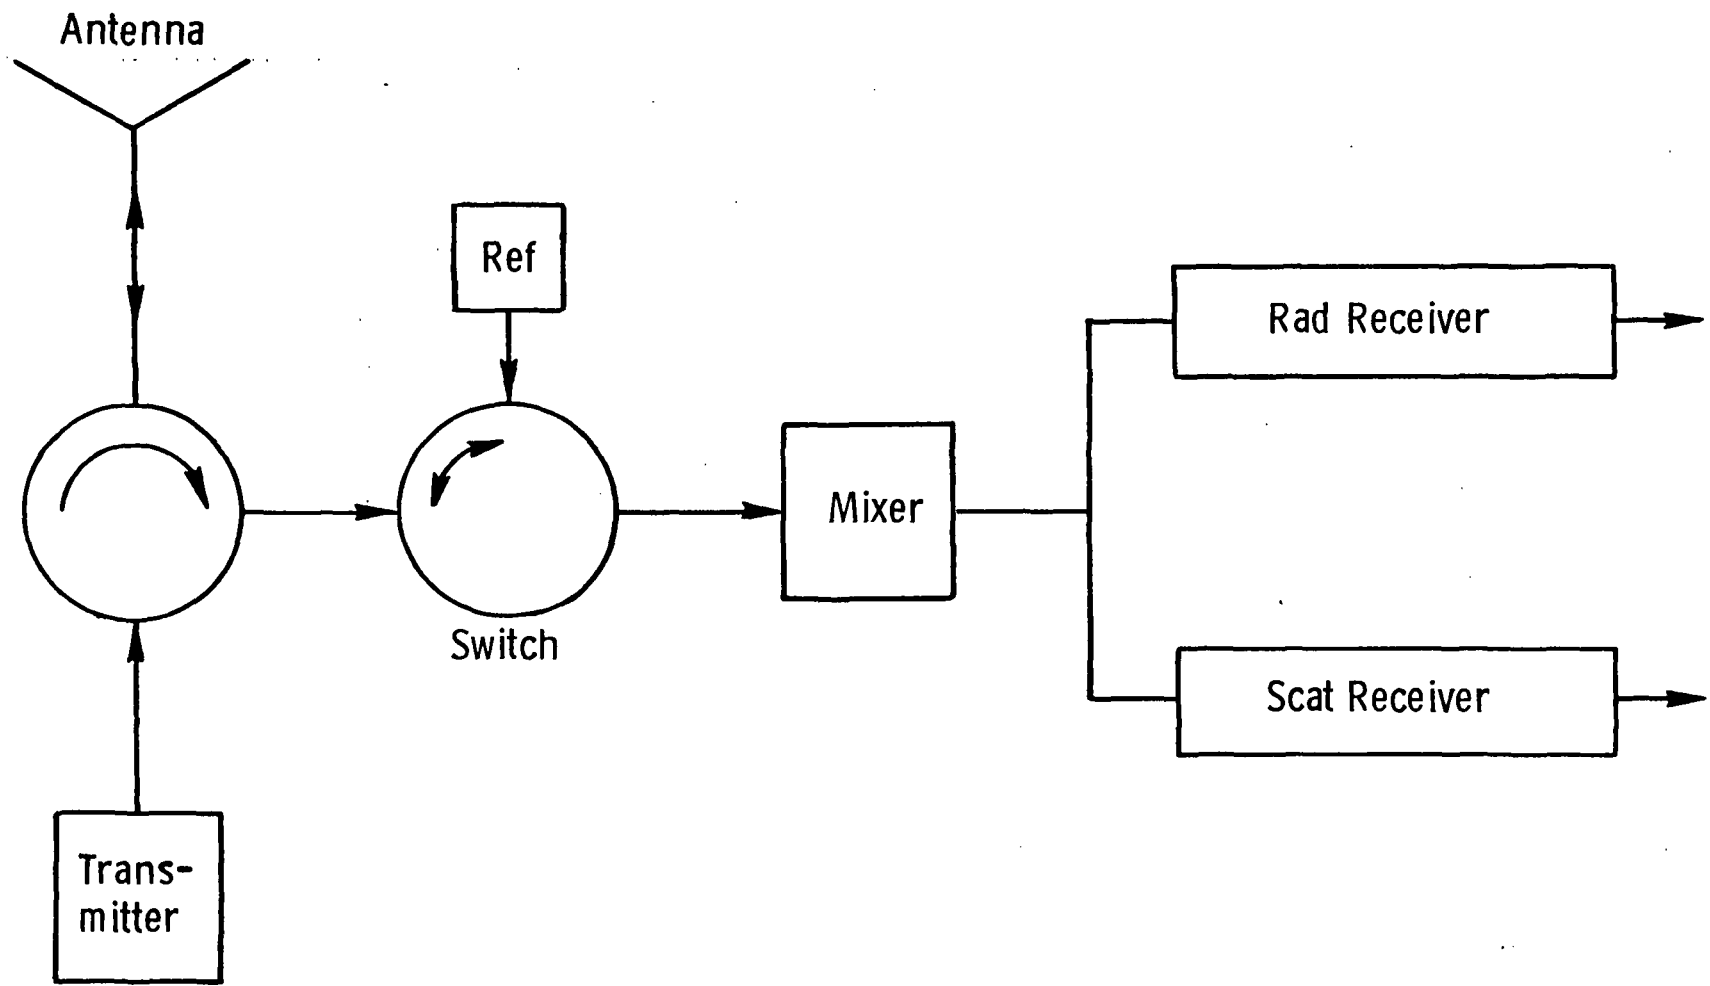 Antenna
Ref
Rad Receiver
Mixer
Switch
Scat Receiver
Trans-
mitter